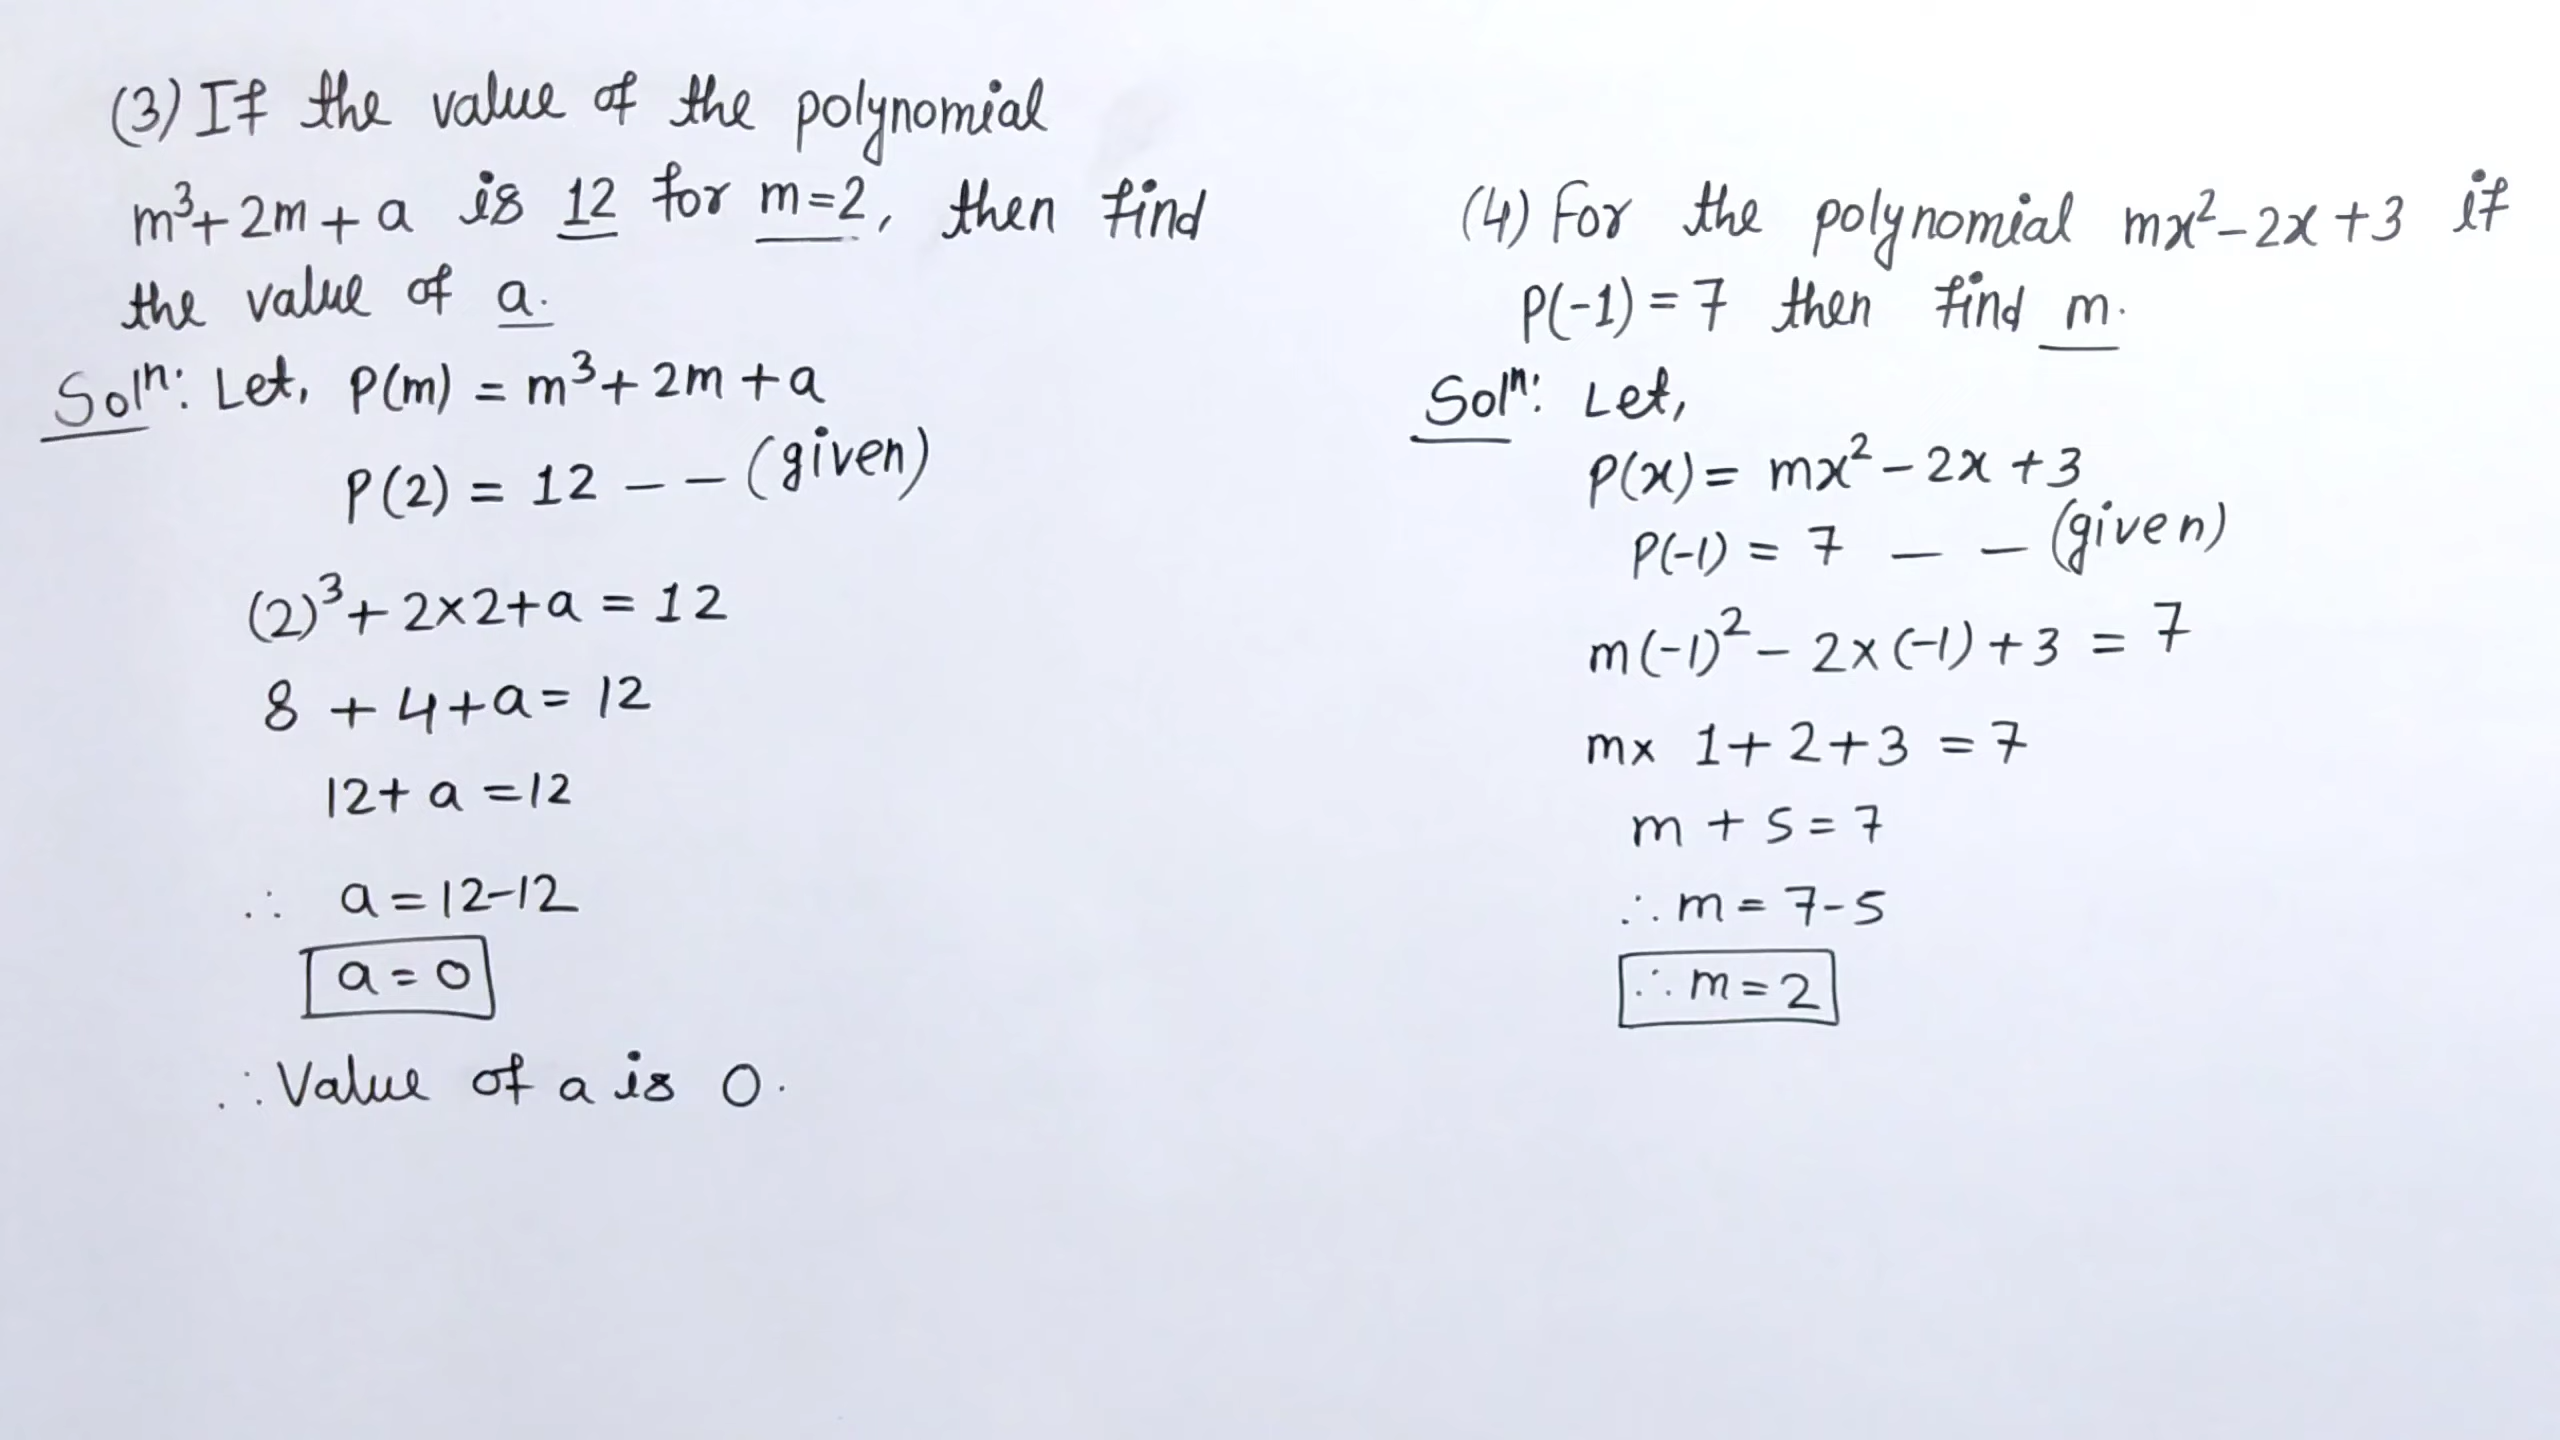 (3) If the value of the polynomial
m³+2m+a is 12 for m=2, then find
the value of a.
Solⁿ: Let, P(m) = m³+2m+a
P(2) = 12 -- (given)
(2)³+2×2+a = 12
8 + 4+a = 12
12+ a =12
∴ a = 12-12
a = 0
∴ Value of a is 0.
(4) For the polynomial mx²-2x+3 if
P(-1) = 7 then find m.
Solⁿ: Let,
P(x) = mx²-2x+3
P(-1) = 7 -- (given)
m(-1)² - 2×(-1)+3 = 7
m× 1+2+3 = 7
m + 5 = 7
∴ m = 7-5
∴ m = 2